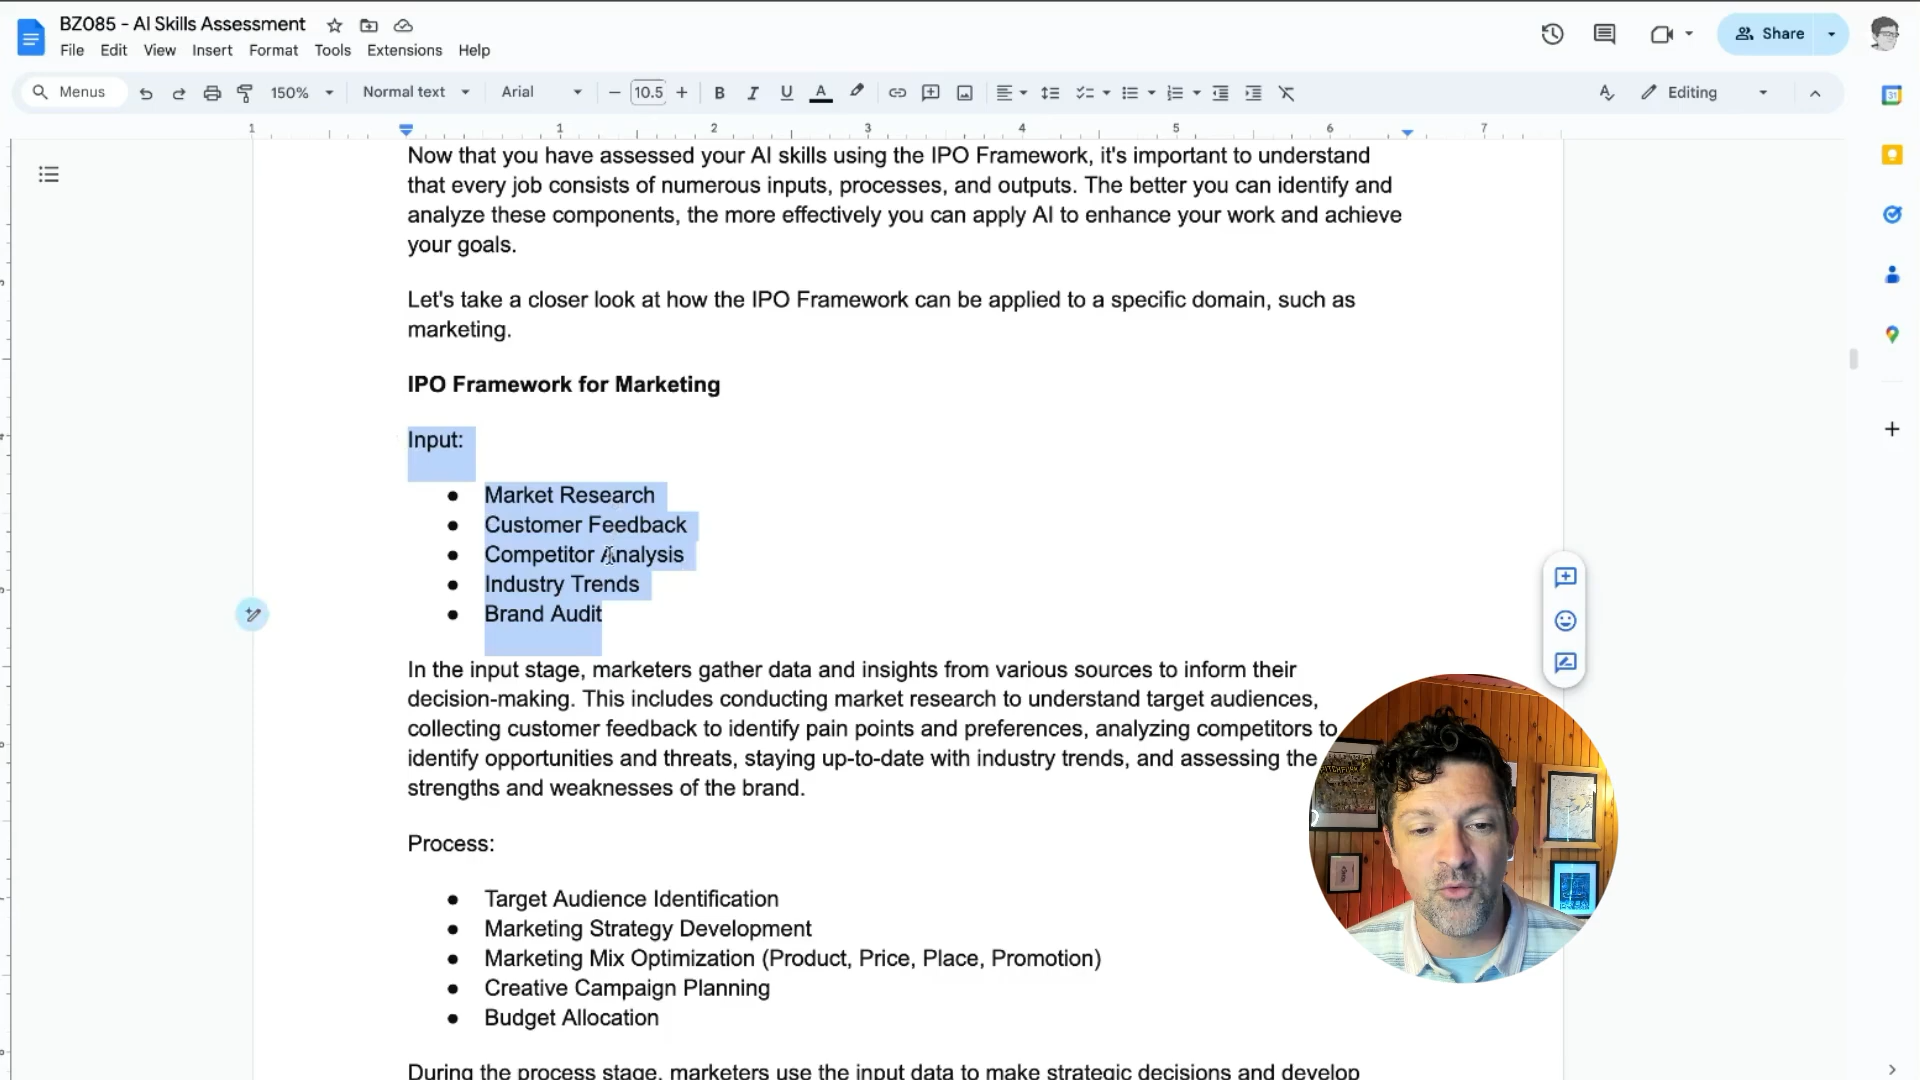 BZ085 - AI Skills Assessment
File Edit View Insert Format Tools Extensions Help
Share
Menus 150% Normal text Arial 10.5 B I U A Editing
1 1 2 3 4 5 6 7
Now that you have assessed your AI skills using the IPO Framework, it's important to understand
that every job consists of numerous inputs, processes, and outputs. The better you can identify and
analyze these components, the more effectively you can apply AI to enhance your work and achieve
your goals.
Let's take a closer look at how the IPO Framework can be applied to a specific domain, such as
marketing.
IPO Framework for Marketing
Input:
● Market Research
● Customer Feedback
● Competitor Analysis
● Industry Trends
● Brand Audit
In the input stage, marketers gather data and insights from various sources to inform their
decision-making. This includes conducting market research to understand target audiences,
collecting customer feedback to identify pain points and preferences, analyzing competitors to
identify opportunities and threats, staying up-to-date with industry trends, and assessing the
strengths and weaknesses of the brand.
Process:
● Target Audience Identification
● Marketing Strategy Development
● Marketing Mix Optimization (Product, Price, Place, Promotion)
● Creative Campaign Planning
● Budget Allocation
During the process stage, marketers use the input data to make strategic decisions and develop